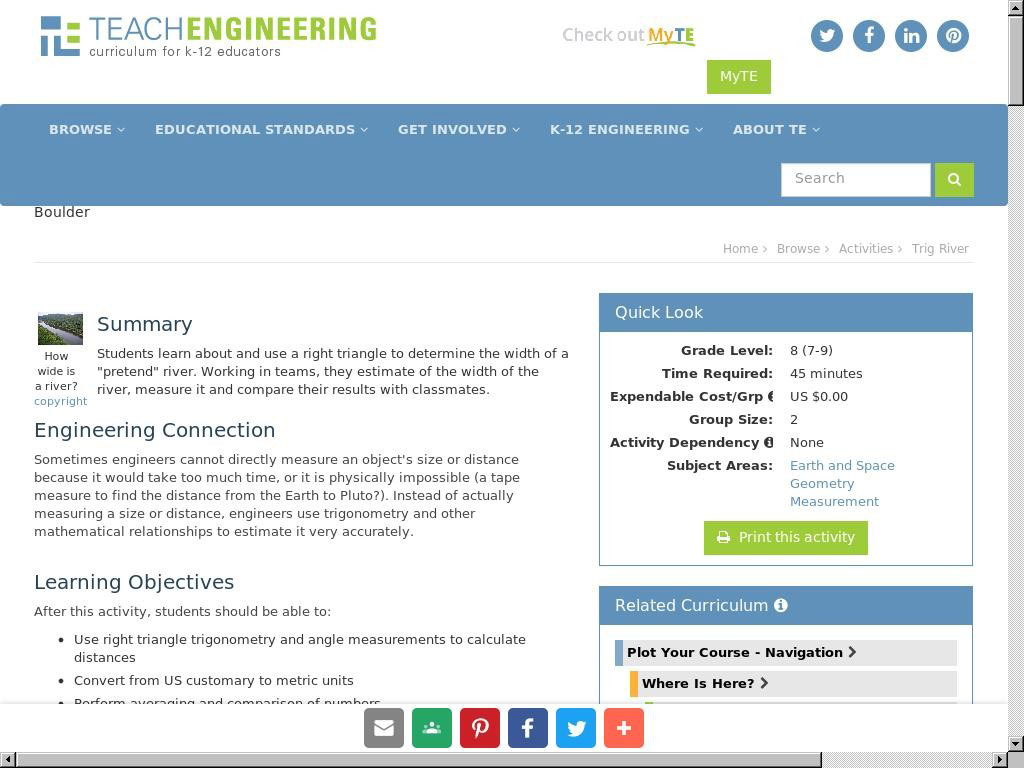 TEACHENGINEERING
curriculum for k-12 educators
Check out MyTE
MyTE
BROWSE
EDUCATIONAL STANDARDS
GET INVOLVED
K-12 ENGINEERING
ABOUT TE
Search
Boulder
Home › Browse › Activities › Trig River
How
wide is
a river?
copyright
Summary
Students learn about and use a right triangle to determine the width of a
"pretend" river. Working in teams, they estimate of the width of the
river, measure it and compare their results with classmates.
Engineering Connection
Sometimes engineers cannot directly measure an object's size or distance
because it would take too much time, or it is physically impossible (a tape
measure to find the distance from the Earth to Pluto?). Instead of actually
measuring a size or distance, engineers use trigonometry and other
mathematical relationships to estimate it very accurately.
Learning Objectives
After this activity, students should be able to:
• Use right triangle trigonometry and angle measurements to calculate
distances
• Convert from US customary to metric units
• Perform averaging and comparison of numbers
Quick Look
Grade Level: 8 (7-9)
Time Required: 45 minutes
Expendable Cost/Grp US $0.00
Group Size: 2
Activity Dependency None
Subject Areas: Earth and Space
Geometry
Measurement
Print this activity
Related Curriculum
Plot Your Course - Navigation
Where Is Here?